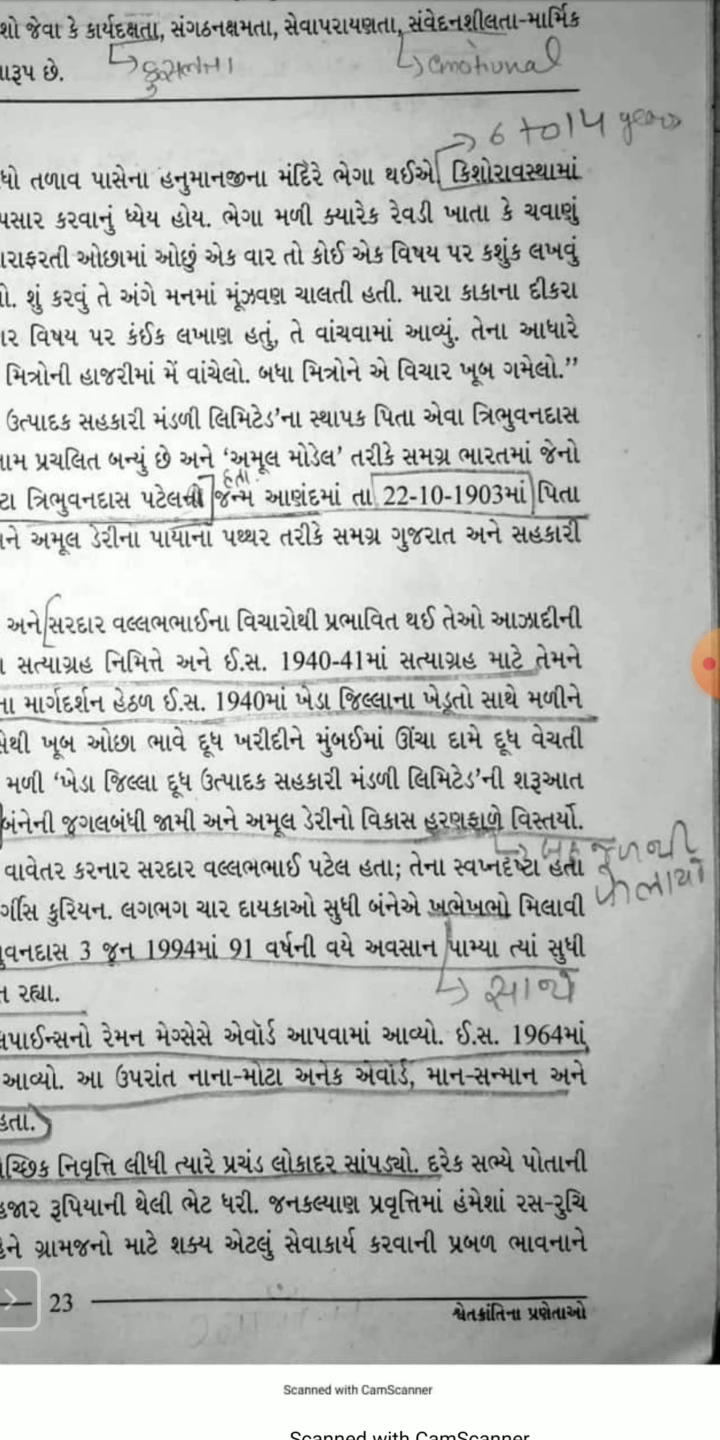 શો જેવા કે કાર્યદક્ષતા, સંગઠનક્ષમતા, સેવાપરાયણતા, સંવેદનશીલતા-માર્મિક
ારૂપ છે.
કુશળતા
emotional
6 to 14 years
ધો તળાવ પાસેના હનુમાનજીના મંદિરે ભેગા થઈએ. કિશોરાવસ્થામાં
પસાર કરવાનું ધ્યેય હોય. ભેગા મળી ક્યારેક રેવડી ખાતા કે ચવાણું
ારાફરતી ઓછામાં ઓછું એક વાર તો કોઈ એક વિષય પર કશુંક લખવું
ો. શું કરવું તે અંગે મનમાં મૂંઝવણ ચાલતી હતી. મારા કાકાના દીકરા
ાર વિષય પર કંઈક લખાણ હતું, તે વાંચવામાં આવ્યું. તેના આધારે
મિત્રોની હાજરીમાં મેં વાંચેલો. બધા મિત્રોને એ વિચાર ખૂબ ગમેલો.”
ઉત્પાદક સહકારી મંડળી લિમિટેડ'ના સ્થાપક પિતા એવા ત્રિભુવનદાસ
ામ પ્રચલિત બન્યું છે અને ‘અમૂલ મોડેલ’ તરીકે સમગ્ર ભારતમાં જેનો
હતા.
ટા ત્રિભુવનદાસ પટેલની જન્મ આણંદમાં તા 22-10-1903માં પિતા
ને અમૂલ ડેરીના પાયાના પથ્થર તરીકે સમગ્ર ગુજરાત અને સહકારી
અને સરદાર વલ્લભભાઈના વિચારોથી પ્રભાવિત થઈ તેઓ આઝાદીની
સત્યાગ્રહ નિમિત્તે અને ઈ.સ. 1940-41માં સત્યાગ્રહ માટે તેમને
ના માર્ગદર્શન હેઠળ ઈ.સ. 1940માં ખેડા જિલ્લાના ખેડૂતો સાથે મળીને
સેથી ખૂબ ઓછા ભાવે દૂધ ખરીદીને મુંબઈમાં ઊંચા દામે દૂધ વેચતી
મળી ‘ખેડા જિલ્લા દૂધ ઉત્પાદક સહકારી મંડળી લિમિટેડ'ની શરૂઆત
બંનેની જુગલબંધી જામી અને અમૂલ ડેરીનો વિકાસ હરણફાળે વિસ્તર્યો.
વાવેતર કરનાર સરદાર વલ્લભભાઈ પટેલ હતા; તેના સ્વપ્નદૃષ્ટા હતા
ફેલાયો
ર્ગીસ કુરિયન. લગભગ ચાર દાયકાઓ સુધી બંનેએ ખભેખભો મિલાવી
ુવનદાસ 3 જૂન 1994માં 91 વર્ષની વયે અવસાન પામ્યા ત્યાં સુધી
ત રહ્યા.
સાથે
લપાઈન્સનો રેમન મેગ્સેસે એવૉર્ડ આપવામાં આવ્યો. ઈ.સ. 1964માં
આવ્યો. આ ઉપરાંત નાના-મોટા અનેક એવૉર્ડ, માન-સન્માન અને
હતા.
ૈચ્છિક નિવૃત્તિ લીધી ત્યારે પ્રચંડ લોકાદર સાંપડ્યો. દરેક સભ્યે પોતાની
હજાર રૂપિયાની થેલી ભેટ ધરી. જનકલ્યાણ પ્રવૃત્તિમાં હંમેશાં રસ-રુચિ
ને ગ્રામજનો માટે શક્ય એટલું સેવાકાર્ય કરવાની પ્રબળ ભાવનાને
23
શ્વેતક્રાંતિના પ્રણેતાઓ
Scanned with CamScanner
Scanned with CamScanner